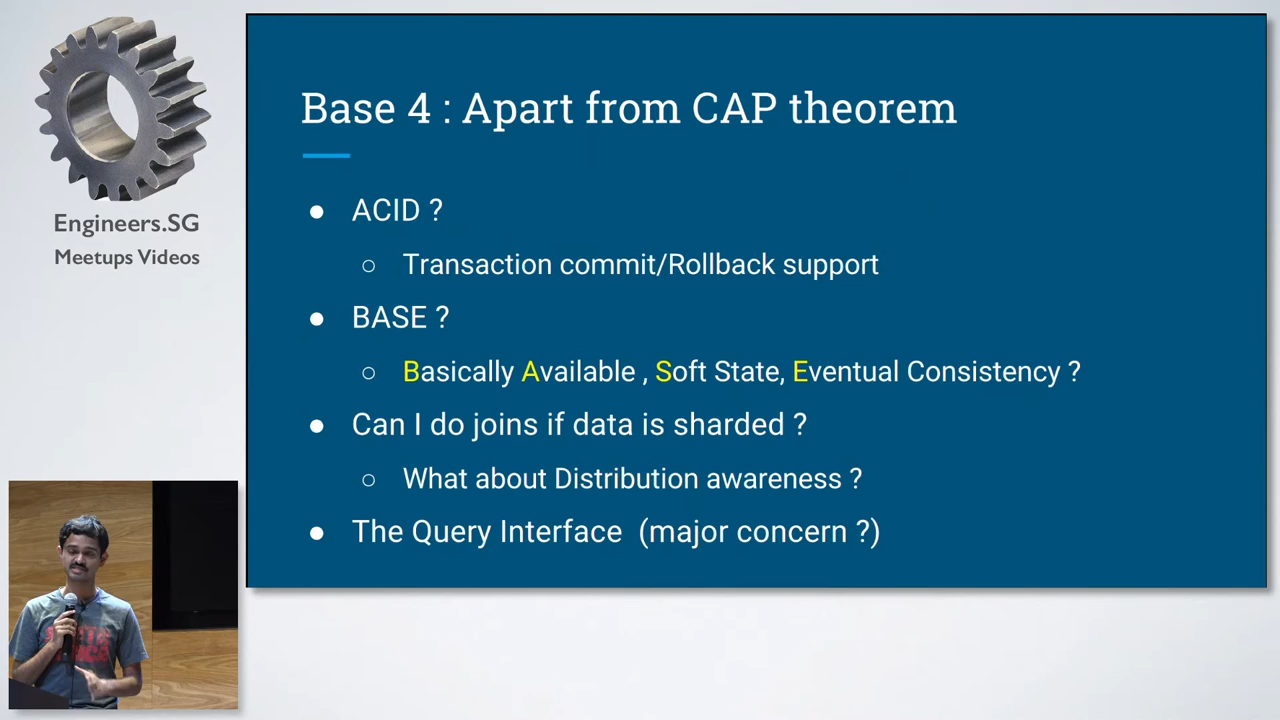 Engineers.SG
Meetups Videos
Base 4 : Apart from CAP theorem
● ACID ?
○ Transaction commit/Rollback support
● BASE ?
○ Basically Available , Soft State, Eventual Consistency ?
● Can I do joins if data is sharded ?
○ What about Distribution awareness ?
● The Query Interface (major concern ?)